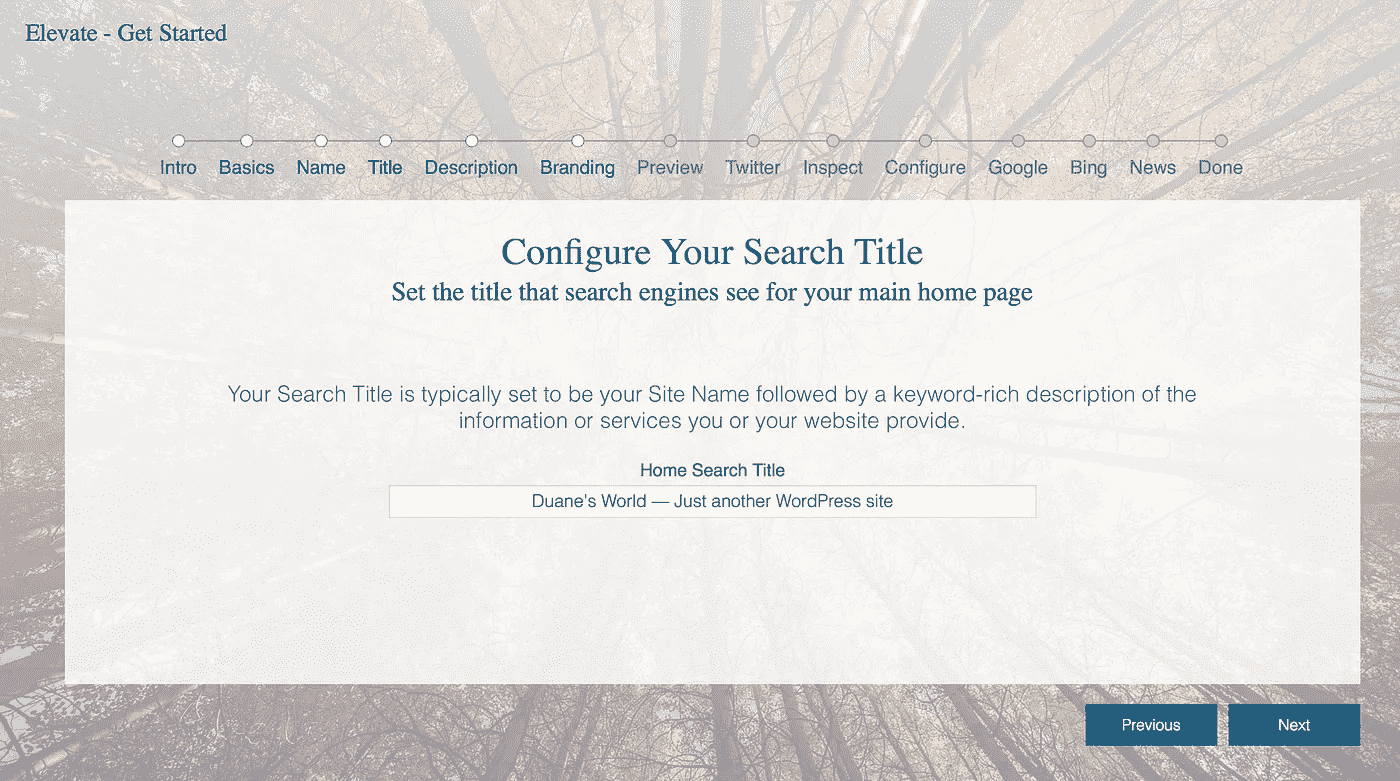 Elevate - Get Started
Intro Basics Name Title Description Branding Preview Twitter Inspect Configure Google Bing News Done
Configure Your Search Title
Set the title that search engines see for your main home page
Your Search Title is typically set to be your Site Name followed by a keyword-rich description of the
information or services you or your website provide.
Home Search Title
Duane's World — Just another WordPress site
Previous Next